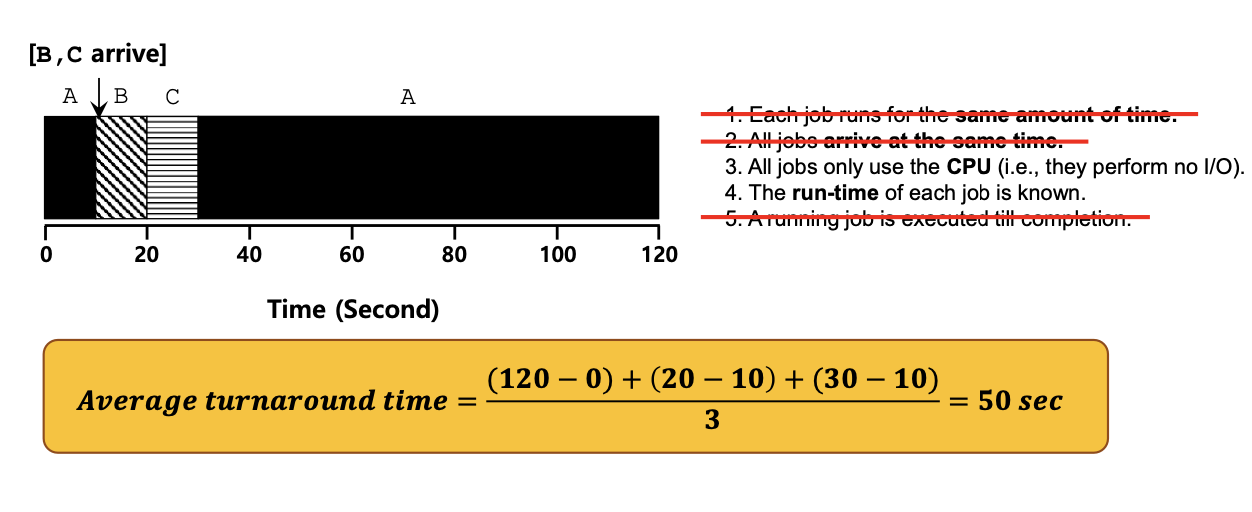 [B,C arrive]
A B C A
0 20 40 60 80 100 120
Time (Second)
1. Each job runs for the same amount of time.
2. All jobs arrive at the same time.
3. All jobs only use the CPU (i.e., they perform no I/O).
4. The run-time of each job is known.
5. A running job is executed till completion.
Average turnaround time = \frac{(120 − 0) + (20 − 10) + (30 − 10)}{3} = 50 sec